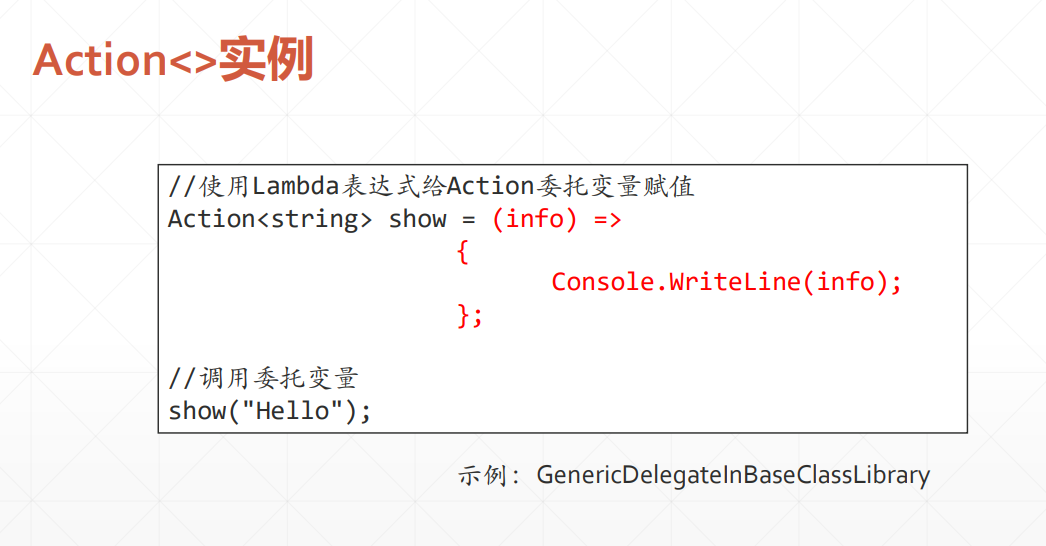 Action<>实例
//使用Lambda表达式给Action委托变量赋值
Action<string> show = (info) =>
{
Console.WriteLine(info);
};
//调用委托变量
show("Hello");
示例：GenericDelegateInBaseClassLibrary